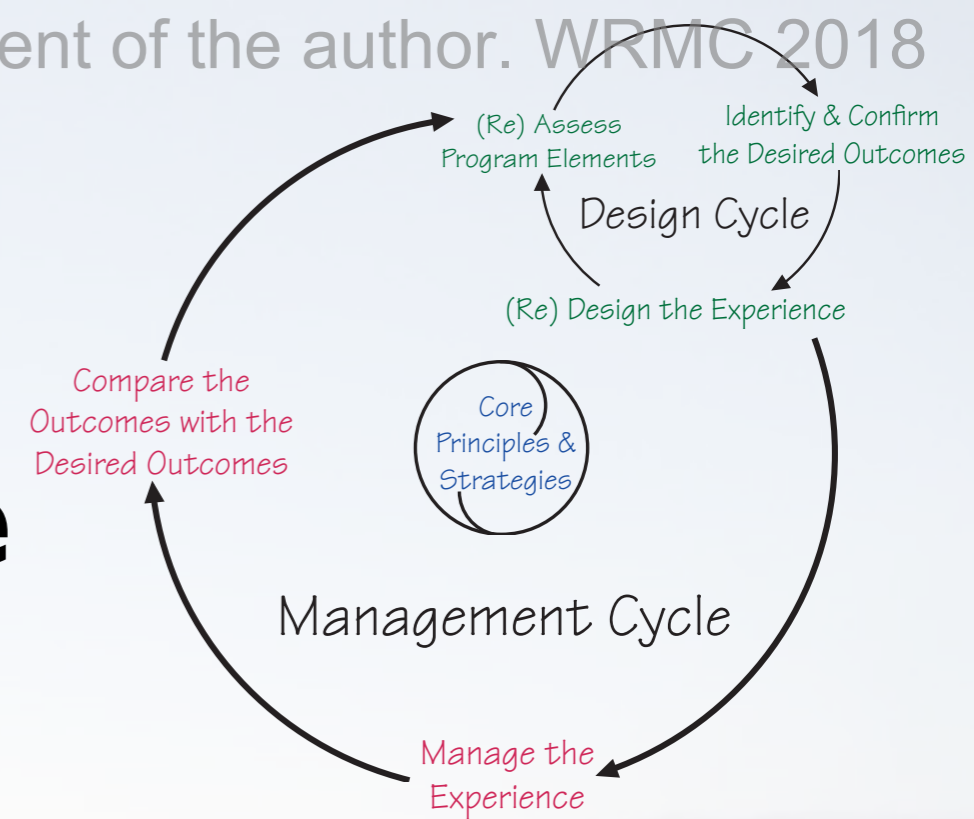 ent of the author. WRMC 2018
(Re) Assess
Program Elements
Identify & Confirm
the Desired Outcomes
Design Cycle
(Re) Design the Experience
Compare the
Outcomes with the
Desired Outcomes
Core
Principles &
Strategies
e
Management Cycle
Manage the
Experience